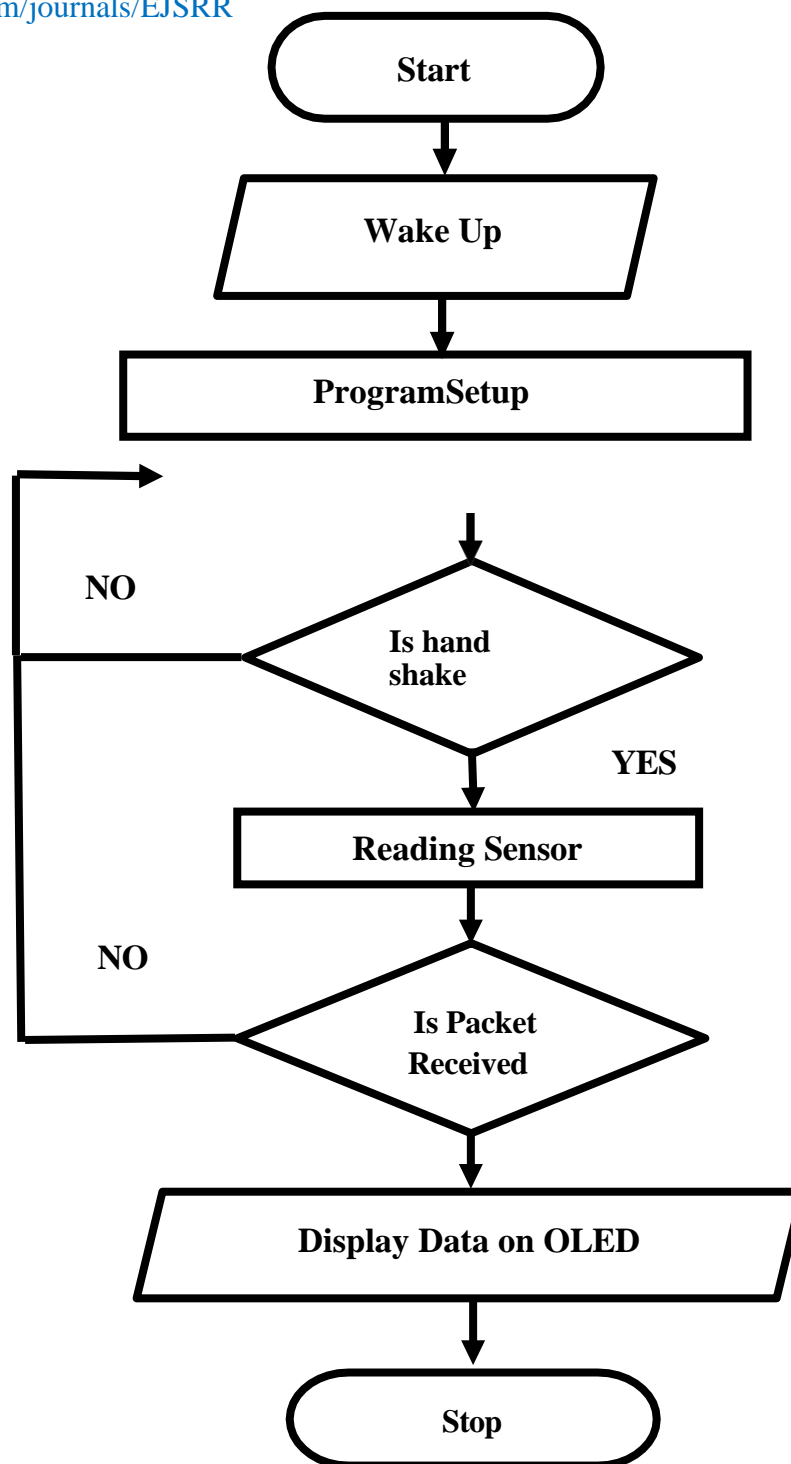 m/journals/EJSRR
Start
Wake Up
ProgramSetup
NO
Is hand
shake
YES
Reading Sensor
NO
Is Packet
Received
Display Data on OLED
Stop